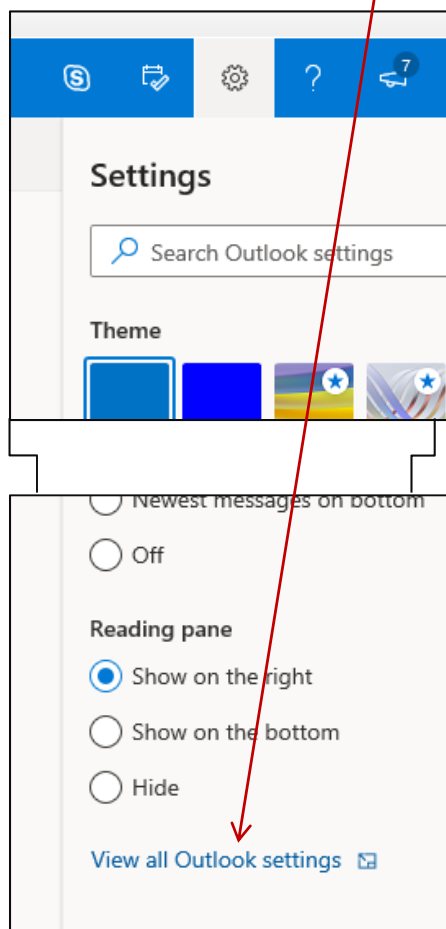 S
7
Settings
Search Outlook settings
Theme
Newest messages on bottom
Off
Reading pane
Show on the right
Show on the bottom
Hide
View all Outlook settings